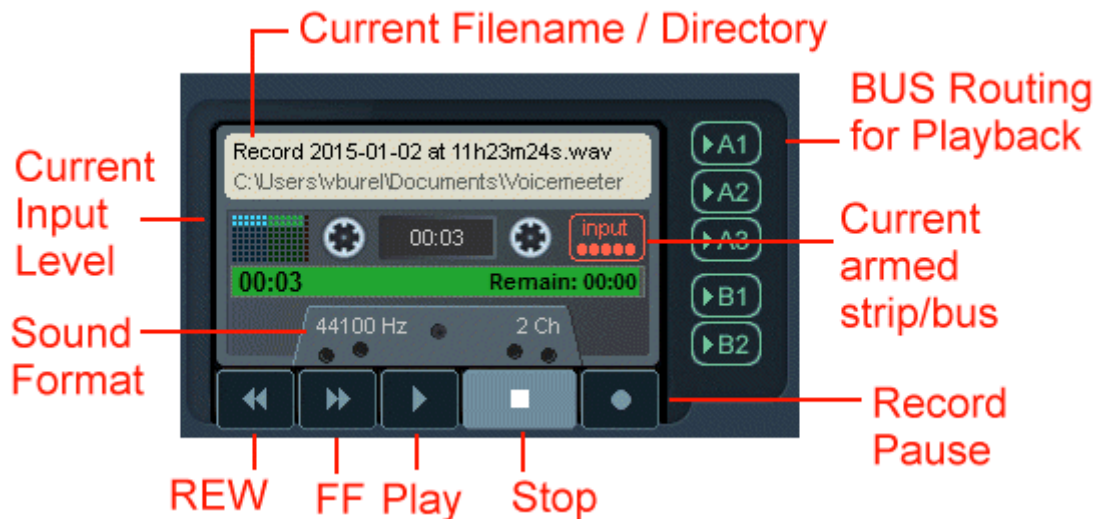 Current Filename / Directory
BUS Routing
for Playback
Record 2015-01-02 at 11h23m24s.wav
C:\Users\vburel\Documents\Voicemeeter
▶A1
▶A2
▶A3
▶B1
▶B2
Current
Input
Level
00:03
input
Current
armed
strip/bus
00:03 Remain: 00:00
Sound
Format
44100 Hz 2 Ch
Record
Pause
REW FF Play Stop